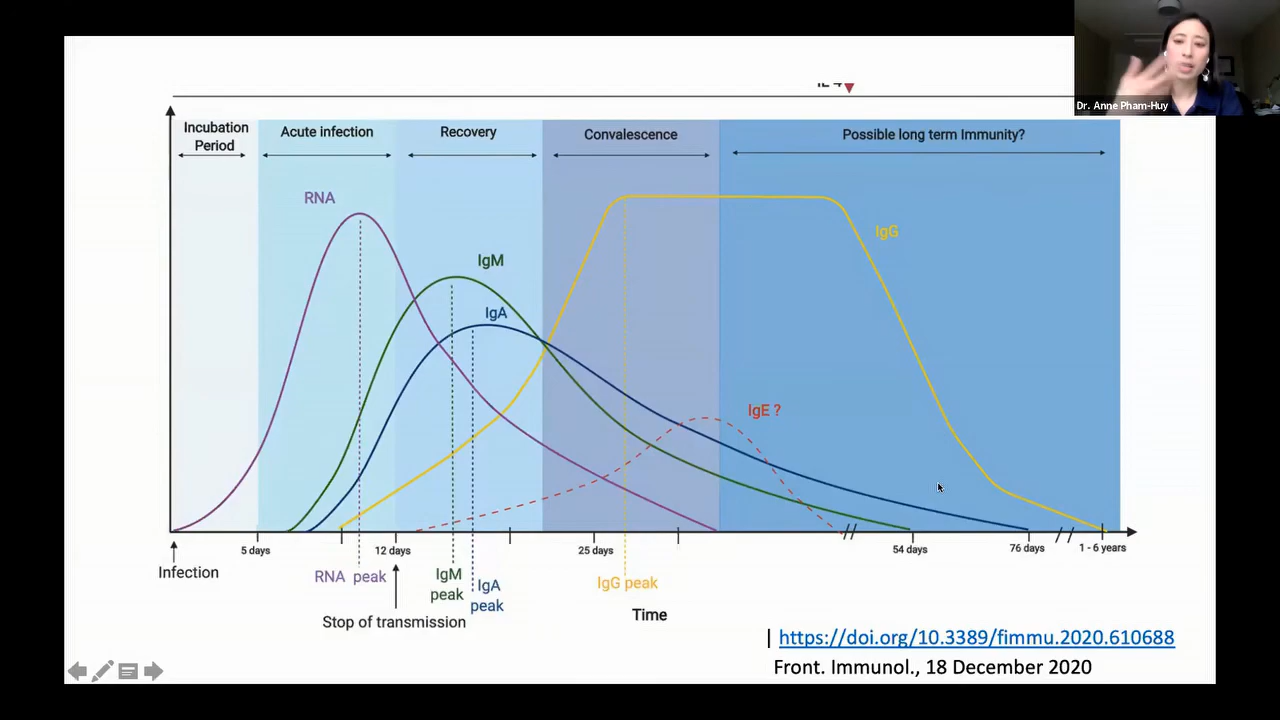 Dr. Anne Pham-Huy
Incubation
Period
Acute infection
Recovery
Convalescence
Possible long term Immunity?
RNA
IgM
IgA
IgG
IgE ?
5 days
12 days
25 days
54 days
76 days
1 - 6 years
Infection
RNA peak
IgM
peak
IgA
peak
IgG peak
Stop of transmission
Time
| https://doi.org/10.3389/fimmu.2020.610688
Front. Immunol., 18 December 2020